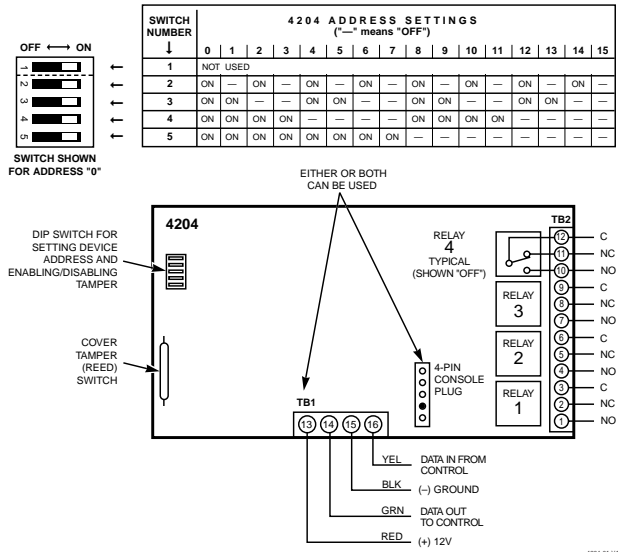 SWITCH NUMBER ↓
4204 ADDRESS SETTINGS
("—" means "OFF")
0 1 2 3 4 5 6 7 8 9 10 11 12 13 14 15
1 NOT USED
2 ON — ON — ON — ON — ON — ON — ON — ON —
3 ON ON — — ON ON — — ON ON — — ON ON — —
4 ON ON ON ON — — — — ON ON ON ON — — — —
5 ON ON ON ON ON ON ON ON — — — — — — — —
OFF ←→ ON
1
2
3
4
5
SWITCH SHOWN
FOR ADDRESS "0"
EITHER OR BOTH
CAN BE USED
4204
DIP SWITCH FOR
SETTING DEVICE
ADDRESS AND
ENABLING/DISABLING
TAMPER
COVER
TAMPER
(REED)
SWITCH
RELAY
4
TYPICAL
(SHOWN "OFF")
RELAY
3
RELAY
2
RELAY
1
TB2
12 C
11 NC
10 NO
9 C
8 NC
7 NO
6 C
5 NC
4 NO
3 C
2 NC
1 NO
4-PIN
CONSOLE
PLUG
TB1
13 14 15 16
YEL DATA IN FROM
CONTROL
BLK (–) GROUND
GRN DATA OUT
TO CONTROL
RED (+) 12V